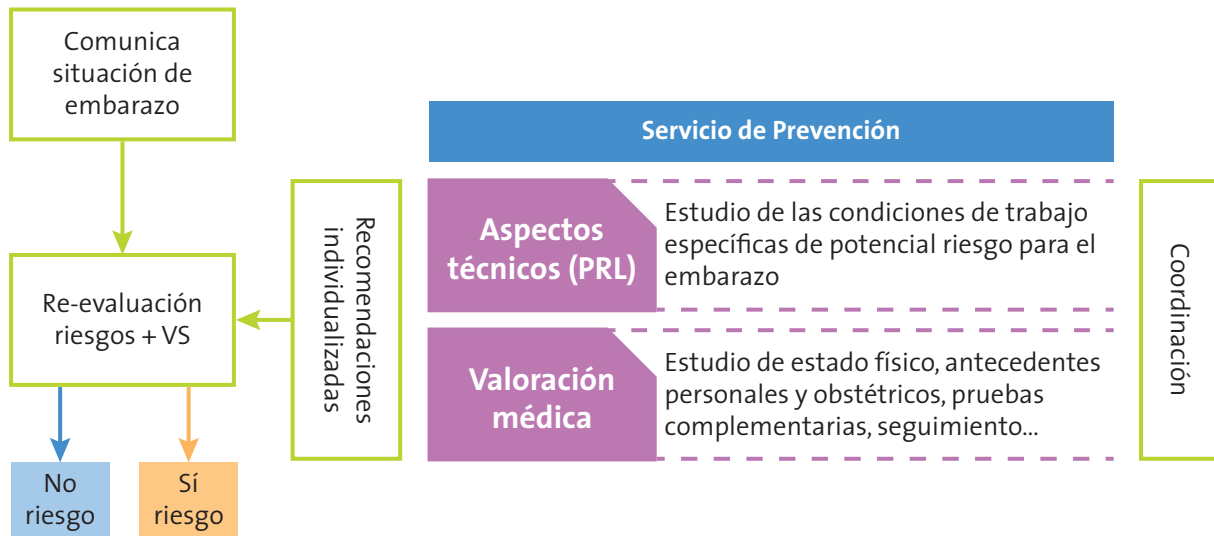 Comunica
situación de
embarazo
Re-evaluación
riesgos + VS
No
riesgo
Sí
riesgo
Recomendaciones
individualizadas
Servicio de Prevención
Aspectos
técnicos (PRL)
Estudio de las condiciones de trabajo
específicas de potencial riesgo para el
embarazo
Valoración
médica
Estudio de estado físico, antecedentes
personales y obstétricos, pruebas
complementarias, seguimiento...
Coordinación